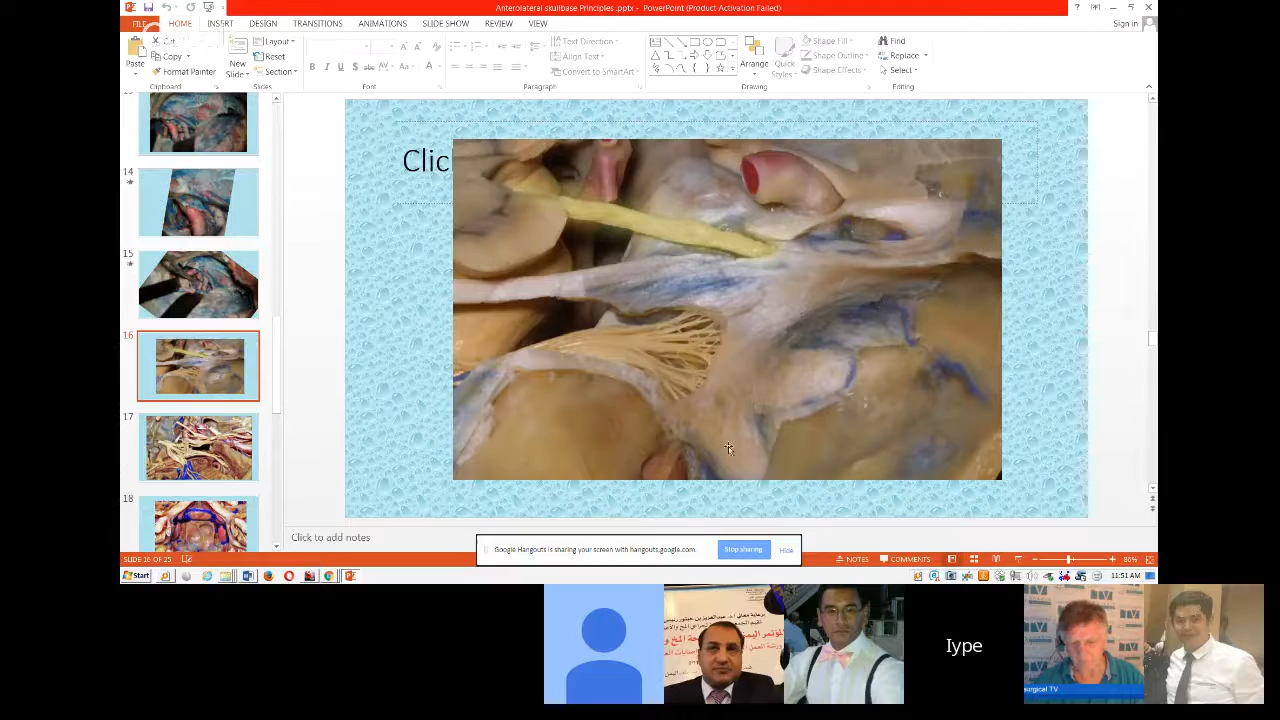 Anterolateral skullbase Principles .pptx - PowerPoint (Product Activation Failed)
Sign in
FILE HOME INSERT DESIGN TRANSITIONS ANIMATIONS SLIDE SHOW REVIEW VIEW
Paste
Cut
Copy
Format Painter
Clipboard
New Slide
Layout
Reset
Section
Slides
Font
Text Direction
Align Text
Convert to SmartArt
Paragraph
Arrange
Quick Styles
Shape Fill
Shape Outline
Shape Effects
Drawing
Find
Replace
Select
Editing
14
15
16
17
18
Clic
Click to add notes
Google Hangouts is sharing your screen with hangouts.google.com.
Stop sharing
Hide
SLIDE 16 OF 25
NOTES
COMMENTS
86%
Start
11:51 AM
Iype
surgical TV